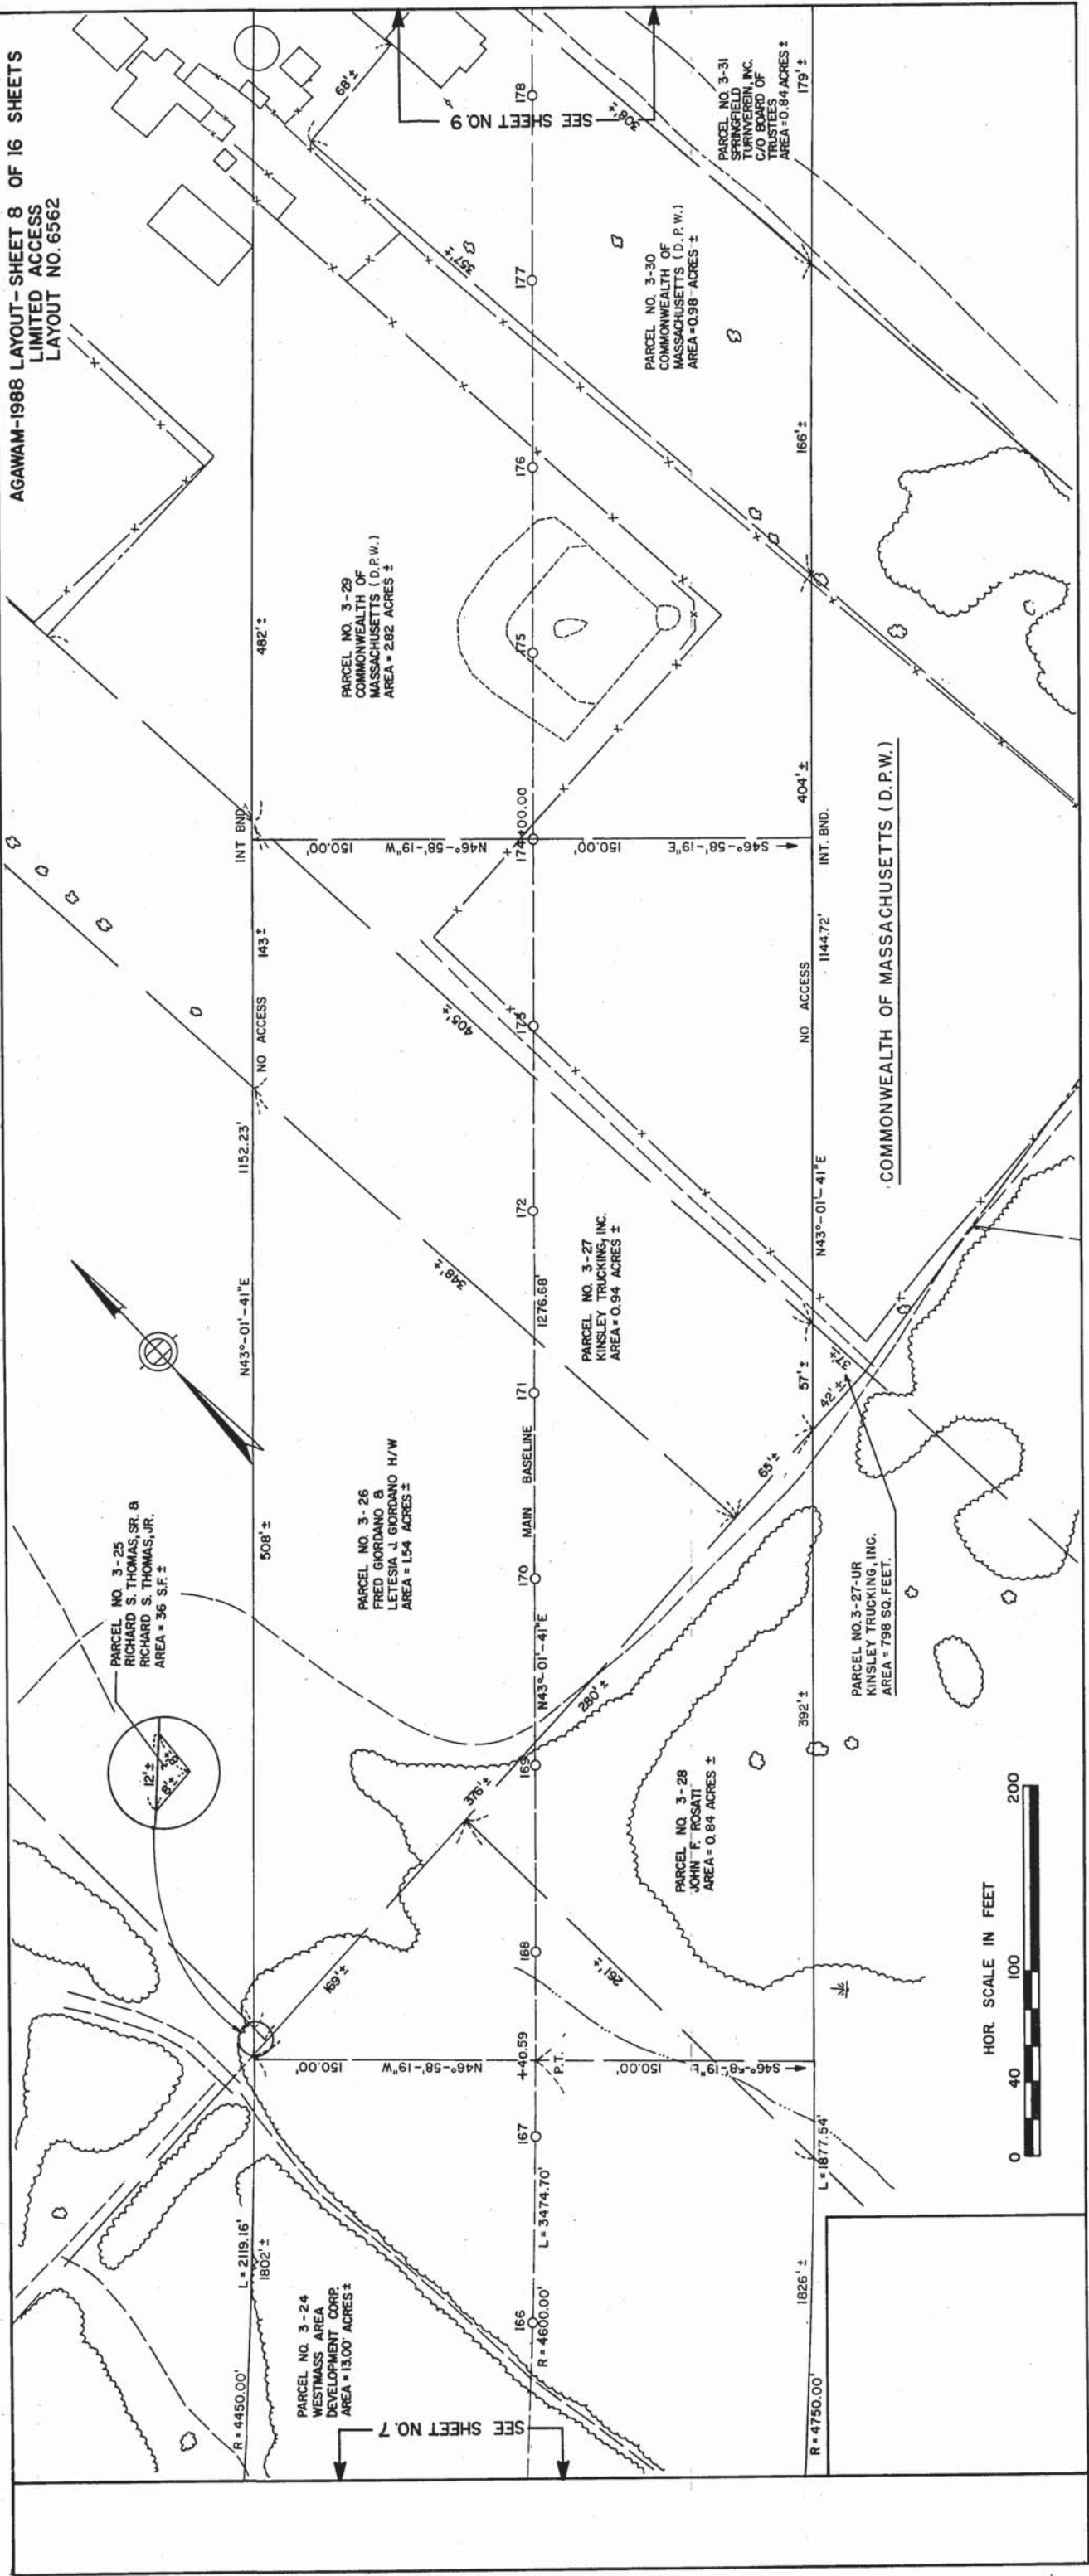 AGAWAM-1988 LAYOUT-SHEET 8 OF 16 SHEETS
LIMITED ACCESS
LAYOUT NO. 6562
PARCEL NO. 3-25
RICHARD S. THOMAS, SR. &
RICHARD S. THOMAS, JR.
AREA = 36 S.F. ±
12'±
8'±
8'±
R = 4450.00'
L = 2119.16'
1802'±
508'±
N43°-01'-41"E
1152.23'
NO ACCESS
143±
INT BND.
482'±
68'±
PARCEL NO. 3-24
WESTMASS AREA
DEVELOPMENT CORP.
AREA = 13.00 ACRES ±
SEE SHEET NO. 7
N46°-58'-19"W
150.00'
169'±
376'±
PARCEL NO. 3-26
FRED GIORDANO &
LETESIA J. GIORDANO H/W
AREA = 1.54 ACRES ±
348'±
405'±
N46°-58'-19"W
150.00'
PARCEL NO. 3-29
COMMONWEALTH OF
MASSACHUSETTS (D.P.W.)
AREA = 2.82 ACRES ±
357'±
SEE SHEET NO. 9
R = 4600.00'
166
L = 3474.70'
167
+40.59
P.T.
168
169
N43°-01'-41"E
170
MAIN BASELINE
171
1276.68'
172
173
174+00.00
175
176
177
178
261'±
280'±
65'±
42'±
37'±
PARCEL NO. 3-27
KINSLEY TRUCKING, INC.
AREA = 0.94 ACRES ±
PARCEL NO. 3-28
JOHN F. ROSATI
AREA = 0.84 ACRES ±
150.00'
S46°-58'-19"E
150.00'
S46°-58'-19"E
PARCEL NO. 3-30
COMMONWEALTH OF
MASSACHUSETTS (D.P.W.)
AREA = 0.98 ACRES ±
308'±
PARCEL NO. 3-31
SPRINGFIELD
TURNVEREIN, INC.
C/O BOARD OF
TRUSTEES
AREA = 0.84 ACRES ±
R = 4750.00'
1826'±
L = 1877.54'
392'±
57'±
N43°-01'-41"E
NO ACCESS
1144.72'
INT. BND.
404'±
166'±
179'±
PARCEL NO. 3-27-UR
KINSLEY TRUCKING, INC.
AREA = 798 SQ. FEET.
COMMONWEALTH OF MASSACHUSETTS (D.P.W.)
HOR. SCALE IN FEET
0 40 100 200